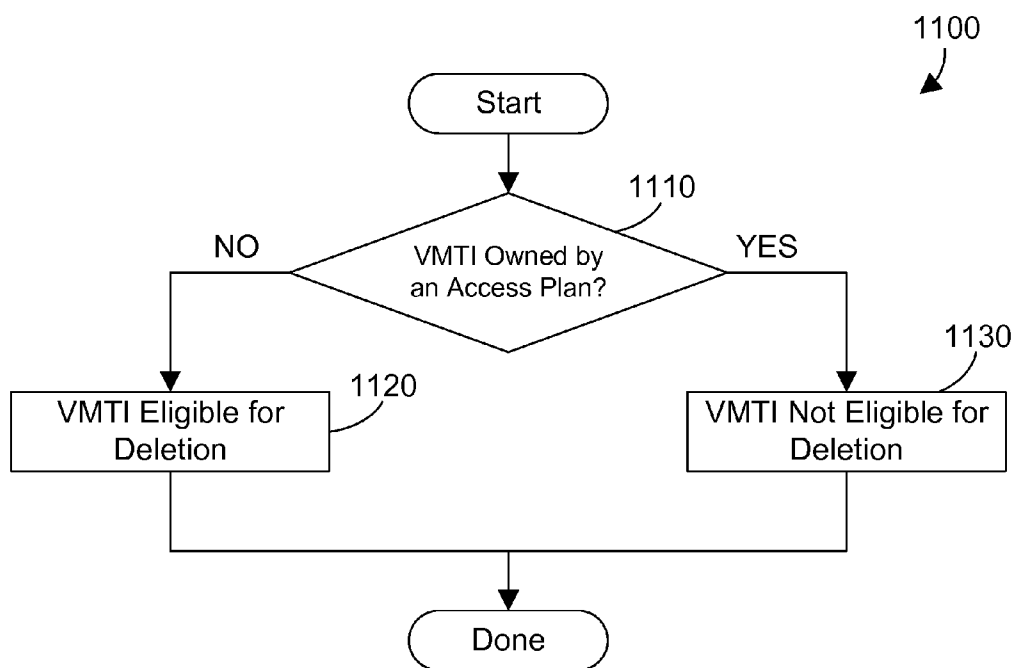 1100
Start
1110
NO
YES
VMTI Owned by
an Access Plan?
1120
1130
VMTI Eligible for
Deletion
VMTI Not Eligible for
Deletion
Done